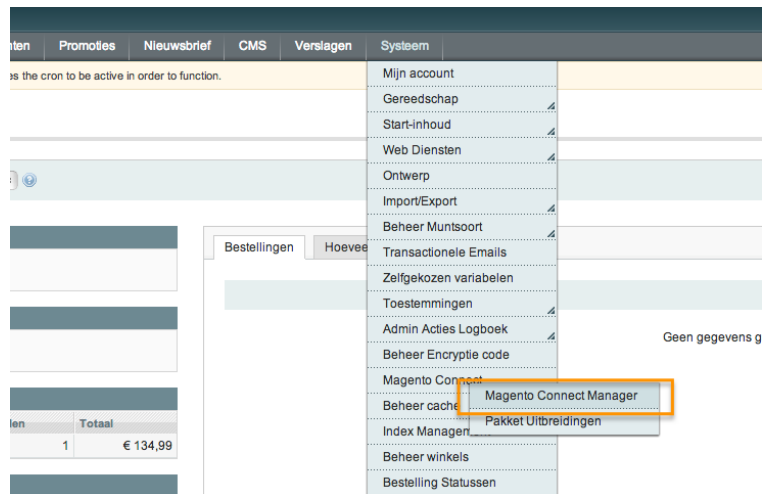 Promoties Nieuwsbrief CMS Verslagen Systeem
the cron to be active in order to function.
Mijn account
Gereedschap
Start-inhoud
Web Diensten
Ontwerp
Import/Export
Beheer Muntsoort
Bestellingen
Transactionele Emails
Zelfgekozen variabelen
Toestemmingen
Admin Acties Logboek
Geen gegevens g
Beheer Encryptie code
Magento Connect
Magento Connect Manager
Beheer cache
Pakket Uitbreidingen
Totaal
Index Managem
1 € 134,99
Beheer winkels
Bestelling Statussen